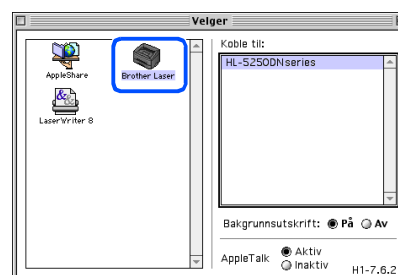 Velger
AppleShare
Brother Laser
LaserWriter 8
Koble til:
HL-5250DNseries
Bakgrunnsutskrift: På Av
AppleTalk Aktiv
Inaktiv
H1-7.6.2